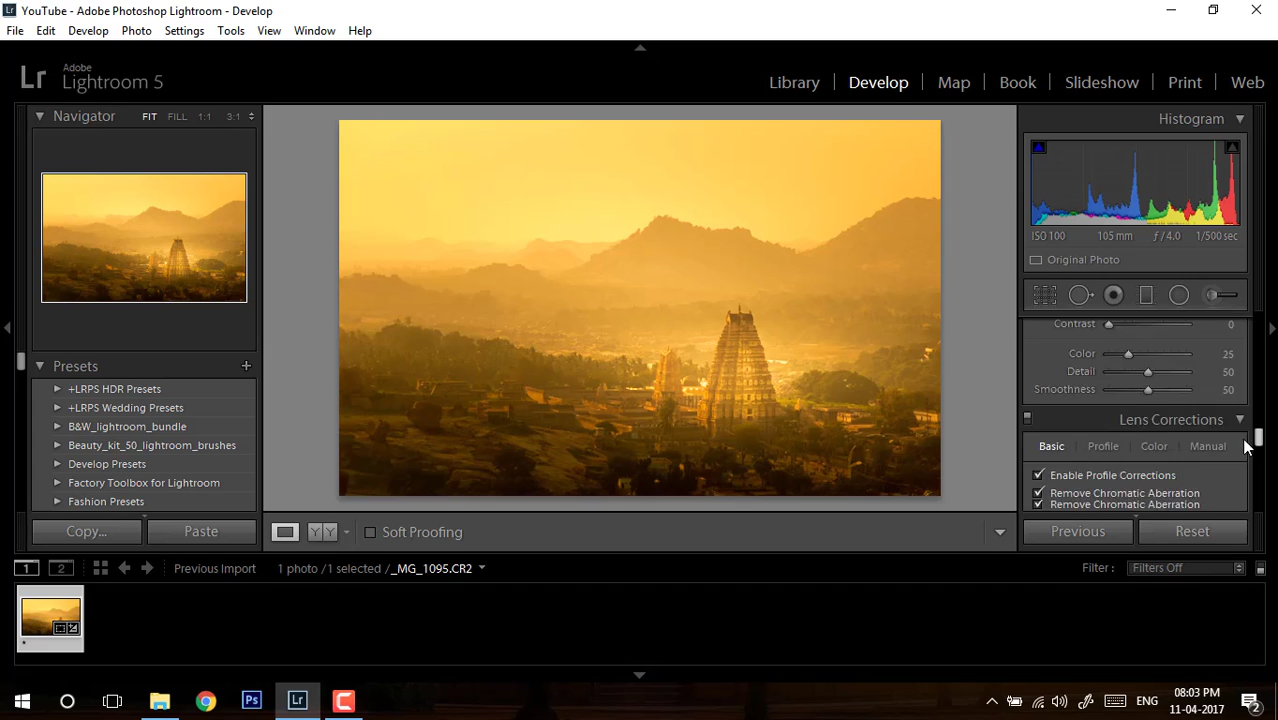 YouTube - Adobe Photoshop Lightroom - Develop
File Edit Develop Photo Settings Tools View Window Help
Lr Adobe Lightroom 5
Library Develop Map Book Slideshow Print Web
Navigator FIT FILL 1:1 3:1
Histogram
ISO 100 105 mm ƒ / 4.0 1/500 sec
Original Photo
Contrast 0
Color 25
Detail 50
Smoothness 50
Lens Corrections
Basic Profile Color Manual
Enable Profile Corrections
Remove Chromatic Aberration
Remove Chromatic Aberration
Previous Reset
Presets +
+LRPS HDR Presets
+LRPS Wedding Presets
B&W_lightroom_bundle
Beauty_kit_50_lightroom_brushes
Develop Presets
Factory Toolbox for Lightroom
Fashion Presets
Copy... Paste
YY Soft Proofing
1 2 Previous Import 1 photo / 1 selected / _MG_1095.CR2 Filter : Filters Off
Ps Lr ENG 08:03 PM
11-04-2017 2